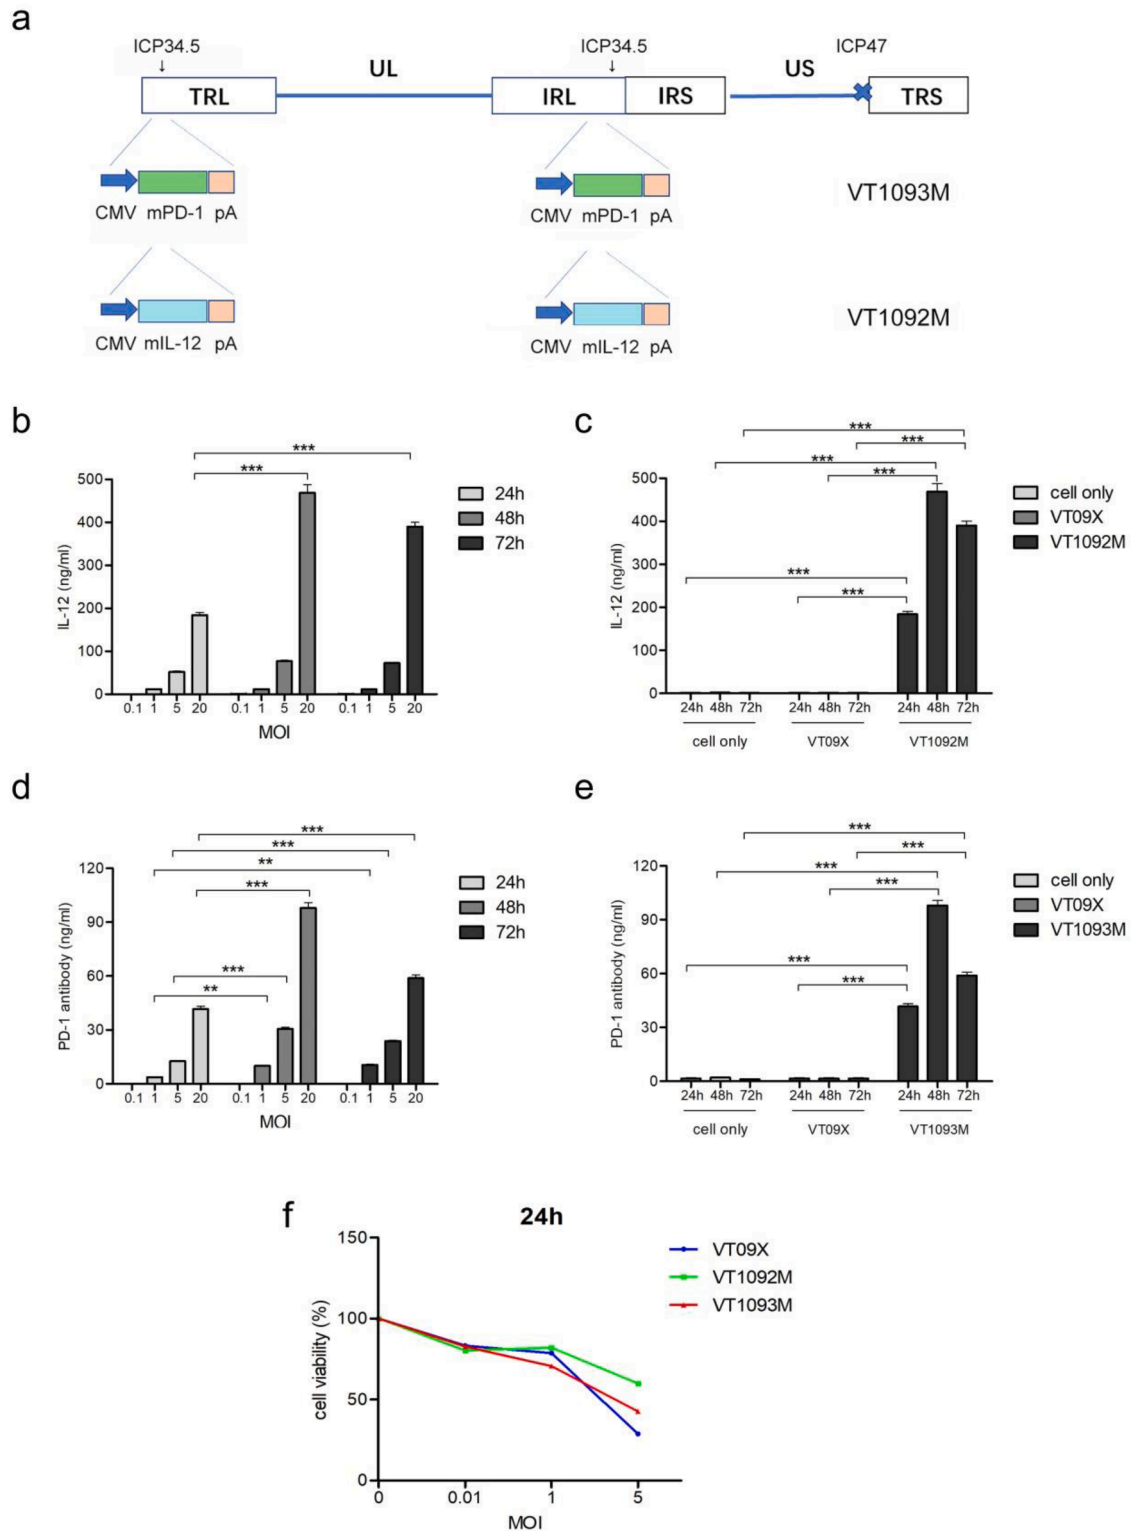 a
ICP34.5 ICP34.5 ICP47
↓ ↓
UL US
TRL IRL IRS TRS
VT1093M
CMV mPD-1 pA CMV mPD-1 pA
VT1092M
CMV mIL-12 pA CMV mIL-12 pA
b
***
***
500
400
300
200
100
0
IL-12 (ng/ml)
0.1 1 5 20 0.1 1 5 20 0.1 1 5 20
MOI
24h
48h
72h
c
***
***
***
***
***
***
500
400
300
200
100
0
IL-12 (ng/ml)
24h 48h 72h 24h 48h 72h 24h 48h 72h
cell only VT09X VT1092M
cell only
VT09X
VT1092M
d
***
***
**
***
***
**
120
90
60
30
0
PD-1 antibody (ng/ml)
0.1 1 5 20 0.1 1 5 20 0.1 1 5 20
MOI
24h
48h
72h
e
***
***
***
***
***
***
120
90
60
30
0
PD-1 antibody (ng/ml)
24h 48h 72h 24h 48h 72h 24h 48h 72h
cell only VT09X VT1093M
cell only
VT09X
VT1093M
f
24h
150
100
50
0
cell viability (%)
0 0.01 1 5
MOI
VT09X
VT1092M
VT1093M